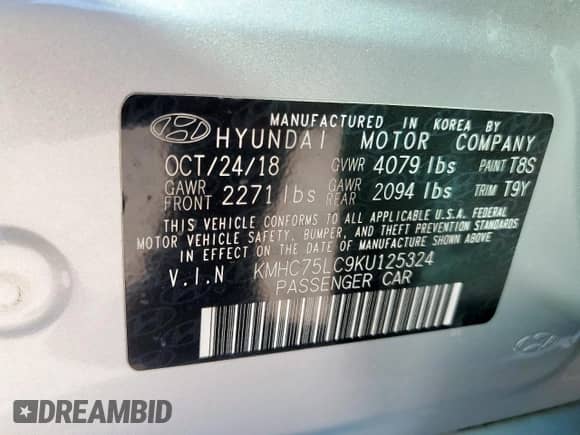 MANUFACTURED IN KOREA BY
HYUNDAI MOTOR COMPANY
OCT/24/18 GVWR 4079 lbs PAINT T8S
GAWR FRONT 2271 lbs GAWR REAR 2094 lbs TRIM T9Y
THIS VEHICLE CONFORMS TO ALL APPLICABLE U.S.A. FEDERAL
MOTOR VEHICLE SAFETY, BUMPER, AND THEFT PREVENTION STANDARDS
IN EFFECT ON THE DATE OF MANUFACTURE SHOWN ABOVE.
V.I.N KMHC75LC9KU125324
PASSENGER CAR
DREAMBID